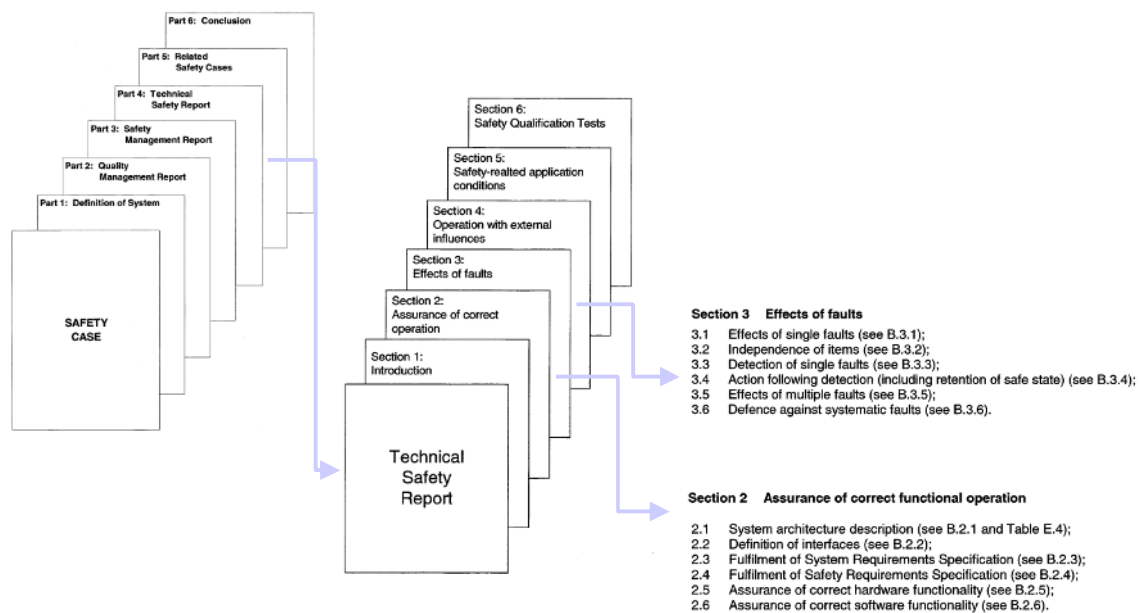 Part 6: Conclusion
Part 5: Related
Safety Cases
Part 4: Technical
Safety Report
Part 3: Safety
Management Report
Part 2: Quality
Management Report
Part 1: Definition of System
SAFETY
CASE
Section 6:
Safety Qualification Tests
Section 5:
Safety-realted application
conditions
Section 4:
Operation with external
influences
Section 3:
Effects of faults
Section 2:
Assurance of correct
operation
Section 1:
Introduction
Technical
Safety
Report
Section 3 Effects of faults
3.1 Effects of single faults (see B.3.1);
3.2 Independence of items (see B.3.2);
3.3 Detection of single faults (see B.3.3);
3.4 Action following detection (including retention of safe state) (see B.3.4);
3.5 Effects of multiple faults (see B.3.5);
3.6 Defence against systematic faults (see B.3.6).
Section 2 Assurance of correct functional operation
2.1 System architecture description (see B.2.1 and Table E.4);
2.2 Definition of interfaces (see B.2.2);
2.3 Fulfilment of System Requirements Specification (see B.2.3);
2.4 Fulfilment of Safety Requirements Specification (see B.2.4);
2.5 Assurance of correct hardware functionality (see B.2.5);
2.6 Assurance of correct software functionality (see B.2.6).